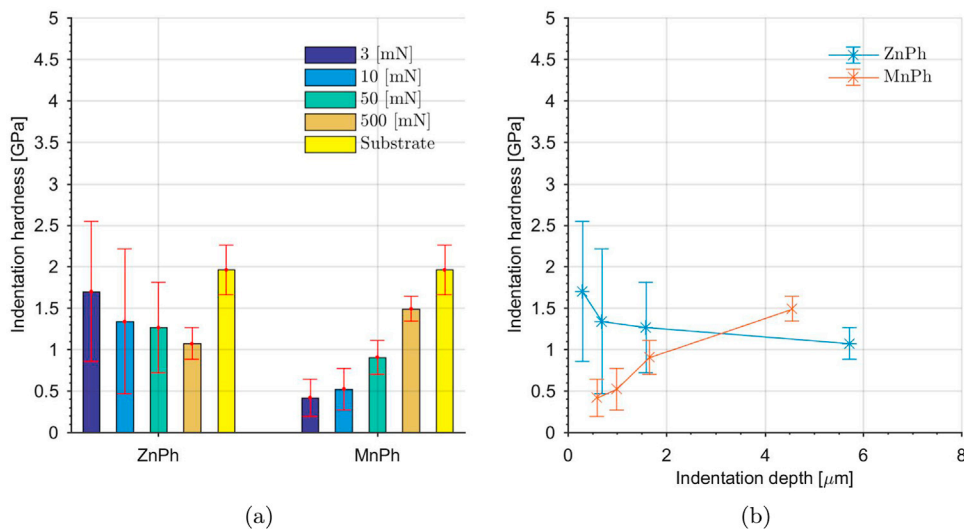 5
4.5
4
3.5
3
2.5
2
1.5
1
0.5
0
Indentation hardness [GPa]
3 [mN]
10 [mN]
50 [mN]
500 [mN]
Substrate
ZnPh
MnPh
(a)
5
4.5
4
3.5
3
2.5
2
1.5
1
0.5
0
Indentation hardness [GPa]
ZnPh
MnPh
0
2
4
6
8
Indentation depth [μm]
(b)